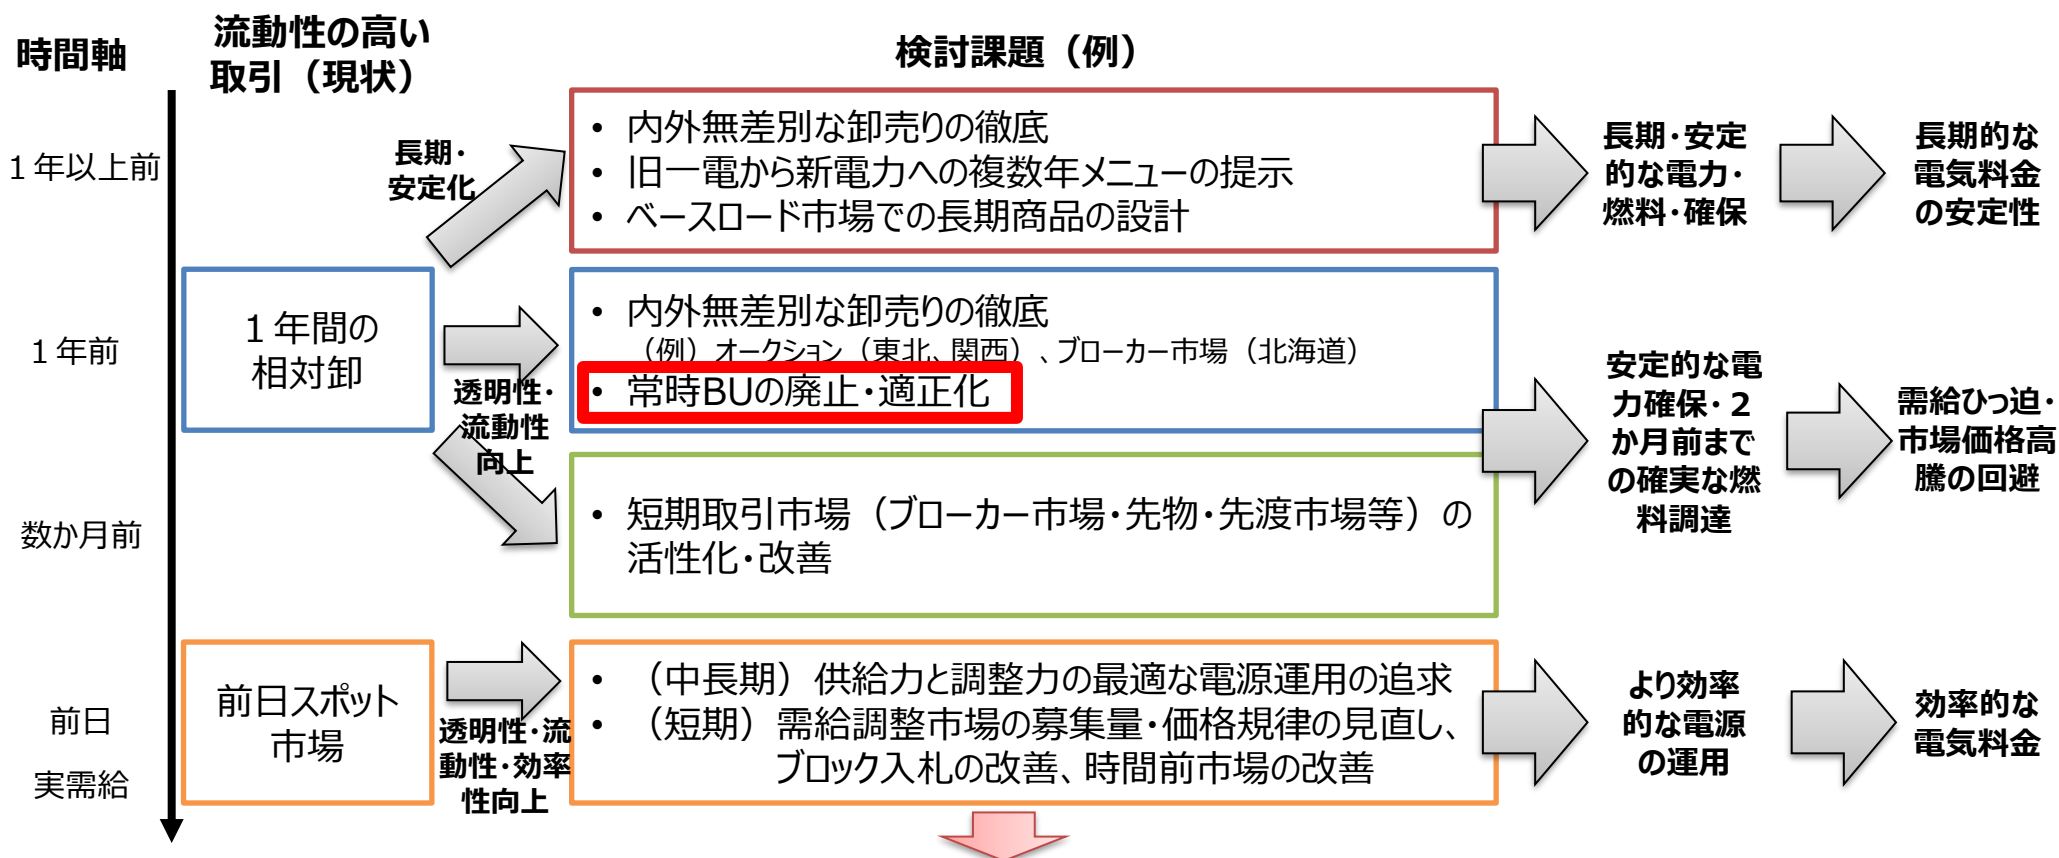 時間軸
流動性の高い
取引（現状）
検討課題（例）
１年以上前
長期・
安定化
• 内外無差別な卸売りの徹底
• 旧一電から新電力への複数年メニューの提示
• ベースロード市場での長期商品の設計
長期・安定
的な電力・
燃料・確保
長期的な
電気料金
の安定性
１年前
１年間の
相対卸
透明性・
流動性
向上
• 内外無差別な卸売りの徹底
（例）オークション（東北、関西）、ブローカー市場（北海道）
• 常時BUの廃止・適正化
安定的な電
力確保・２
か月前まで
の確実な燃
料調達
需給ひっ迫・
市場価格高
騰の回避
数か月前
• 短期取引市場（ブローカー市場・先物・先渡市場等）の
活性化・改善
前日
実需給
前日スポット
市場
透明性・流
動性・効率
性向上
• （中長期）供給力と調整力の最適な電源運用の追求
• （短期）需給調整市場の募集量・価格規律の見直し、
ブロック入札の改善、時間前市場の改善
より効率
的な電源
の運用
効率的な
電気料金